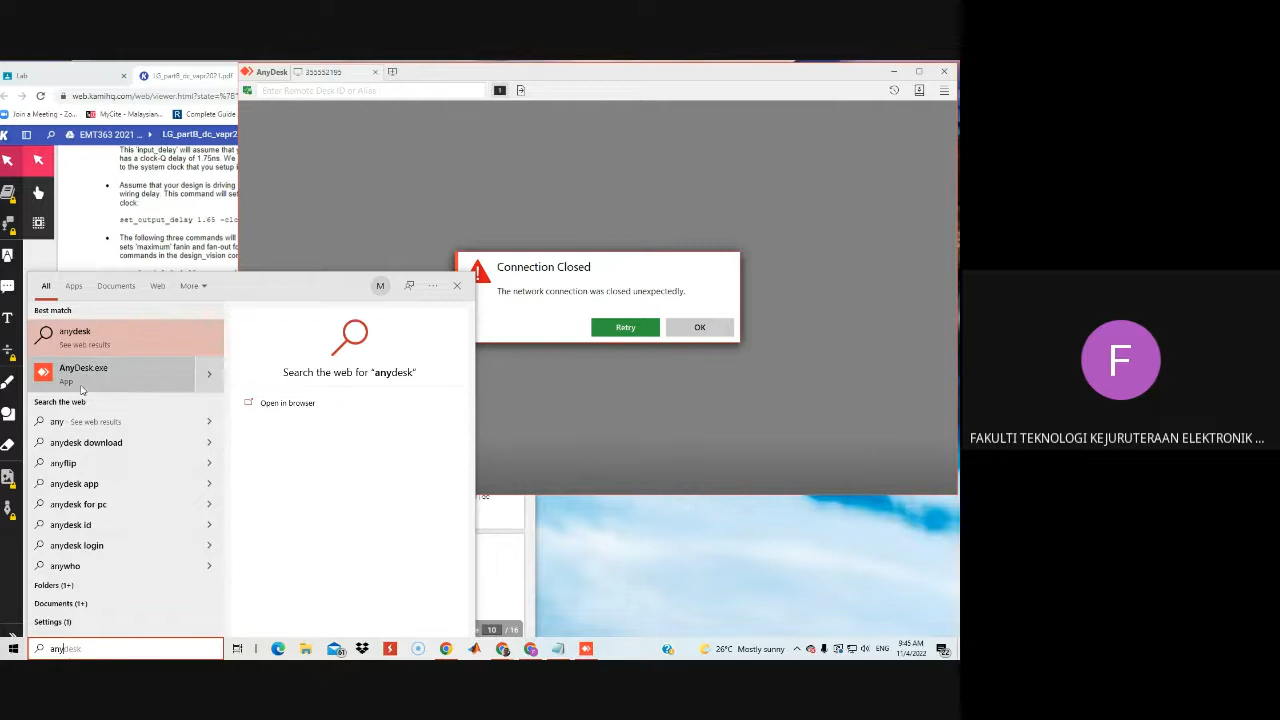 Lab
LG_partB_dc_vapr2021.pdf
web.kamihq.com/web/viewer.html?state=%7B"
Join a Meeting - Zo...
MyCite - Malaysian...
Complete Guide
EMT363 2021 ...
LG_partB_dc_vapr2
This 'input_delay' will assume that
has a clock-Q delay of 1.75ns. We
to the system clock that you setup i
Assume that your design is driving
wiring delay. This command will set
clock.
set_output_delay 1.65 -clo
The following three commands will
sets 'maximum' fanin and fan-out fo
commands in the design_vision co
AnyDesk
355552195
Enter Remote Desk ID or Alias
1
Connection Closed
The network connection was closed unexpectedly.
Retry
OK
All
Apps
Documents
Web
More
M
Best match
anydesk
See web results
AnyDesk.exe
App
Search the web
any - See web results
anydesk download
anyflip
anydesk app
anydesk for pc
anydesk id
anydesk login
anywho
Folders (1+)
Documents (1+)
Settings (1)
Search the web for "anydesk"
Open in browser
10 / 16
anydesk
26°C Mostly sunny
ENG
9:45 AM
11/4/2022
F
FAKULTI TEKNOLOGI KEJURUTERAAN ELEKTRONIK ...